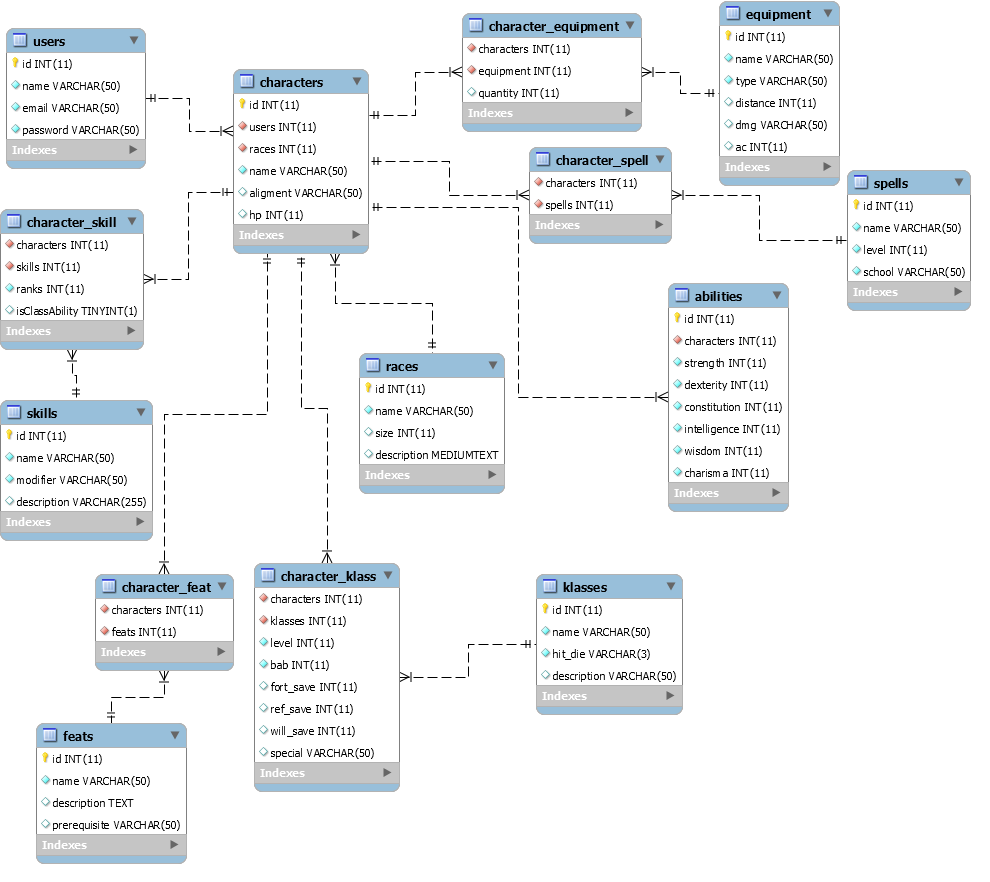 users
id INT(11)
name VARCHAR(50)
email VARCHAR(50)
password VARCHAR(50)
Indexes
characters
id INT(11)
users INT(11)
races INT(11)
name VARCHAR(50)
aligment VARCHAR(50)
hp INT(11)
Indexes
character_equipment
characters INT(11)
equipment INT(11)
quantity INT(11)
Indexes
equipment
id INT(11)
name VARCHAR(50)
type VARCHAR(50)
distance INT(11)
dmg VARCHAR(50)
ac INT(11)
Indexes
character_spell
characters INT(11)
spells INT(11)
Indexes
spells
id INT(11)
name VARCHAR(50)
level INT(11)
school VARCHAR(50)
Indexes
character_skill
characters INT(11)
skills INT(11)
ranks INT(11)
isClassAbility TINYINT(1)
Indexes
abilities
id INT(11)
characters INT(11)
strength INT(11)
dexterity INT(11)
constitution INT(11)
intelligence INT(11)
wisdom INT(11)
charisma INT(11)
Indexes
races
id INT(11)
name VARCHAR(50)
size INT(11)
description MEDIUMTEXT
Indexes
skills
id INT(11)
name VARCHAR(50)
modifier VARCHAR(50)
description VARCHAR(255)
Indexes
character_feat
characters INT(11)
feats INT(11)
Indexes
character_klass
characters INT(11)
klasses INT(11)
level INT(11)
bab INT(11)
fort_save INT(11)
ref_save INT(11)
will_save INT(11)
special VARCHAR(50)
Indexes
klasses
id INT(11)
name VARCHAR(50)
hit_die VARCHAR(3)
description VARCHAR(50)
Indexes
feats
id INT(11)
name VARCHAR(50)
description TEXT
prerequisite VARCHAR(50)
Indexes